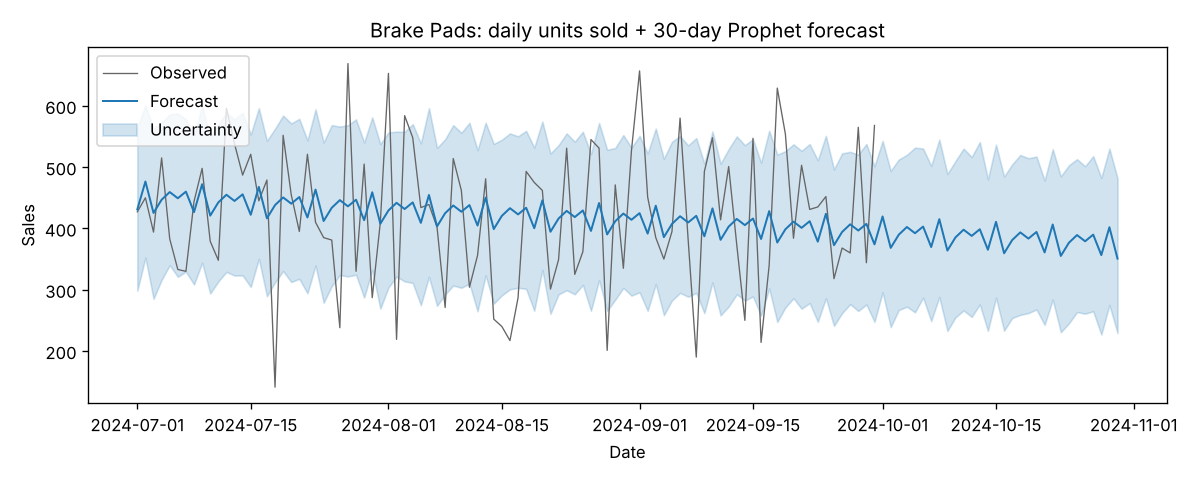 Brake Pads: daily units sold + 30-day Prophet forecast
Observed
Forecast
Uncertainty
600
500
400
300
200
Sales
2024-07-01 2024-07-15 2024-08-01 2024-08-15 2024-09-01 2024-09-15 2024-10-01 2024-10-15 2024-11-01
Date